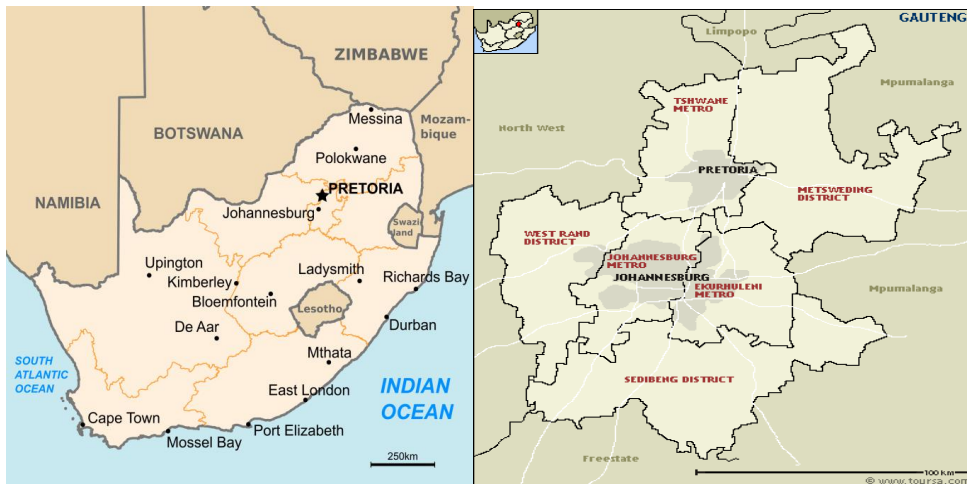 ZIMBABWE
BOTSWANA
Mozam-
bique
NAMIBIA
Messina
Polokwane
PRETORIA
Johannesburg
Swazi
land
Upington
Kimberley
Bloemfontein
Ladysmith
Richards Bay
Lesotho
Durban
De Aar
Mthata
SOUTH
ATLANTIC
OCEAN
East London
INDIAN
OCEAN
Cape Town
Mossel Bay
Port Elizabeth
250km
GAUTENG
Limpopo
Mpumalanga
TSHWANE
METRO
North West
PRETORIA
METSWEDING
DISTRICT
WEST RAND
DISTRICT
JOHANNESBURG
METRO
JOHANNESBURG
EKURHULENI
METRO
Mpumalanga
SEDIBENG DISTRICT
Freestate
100 km
© www.toursa.com